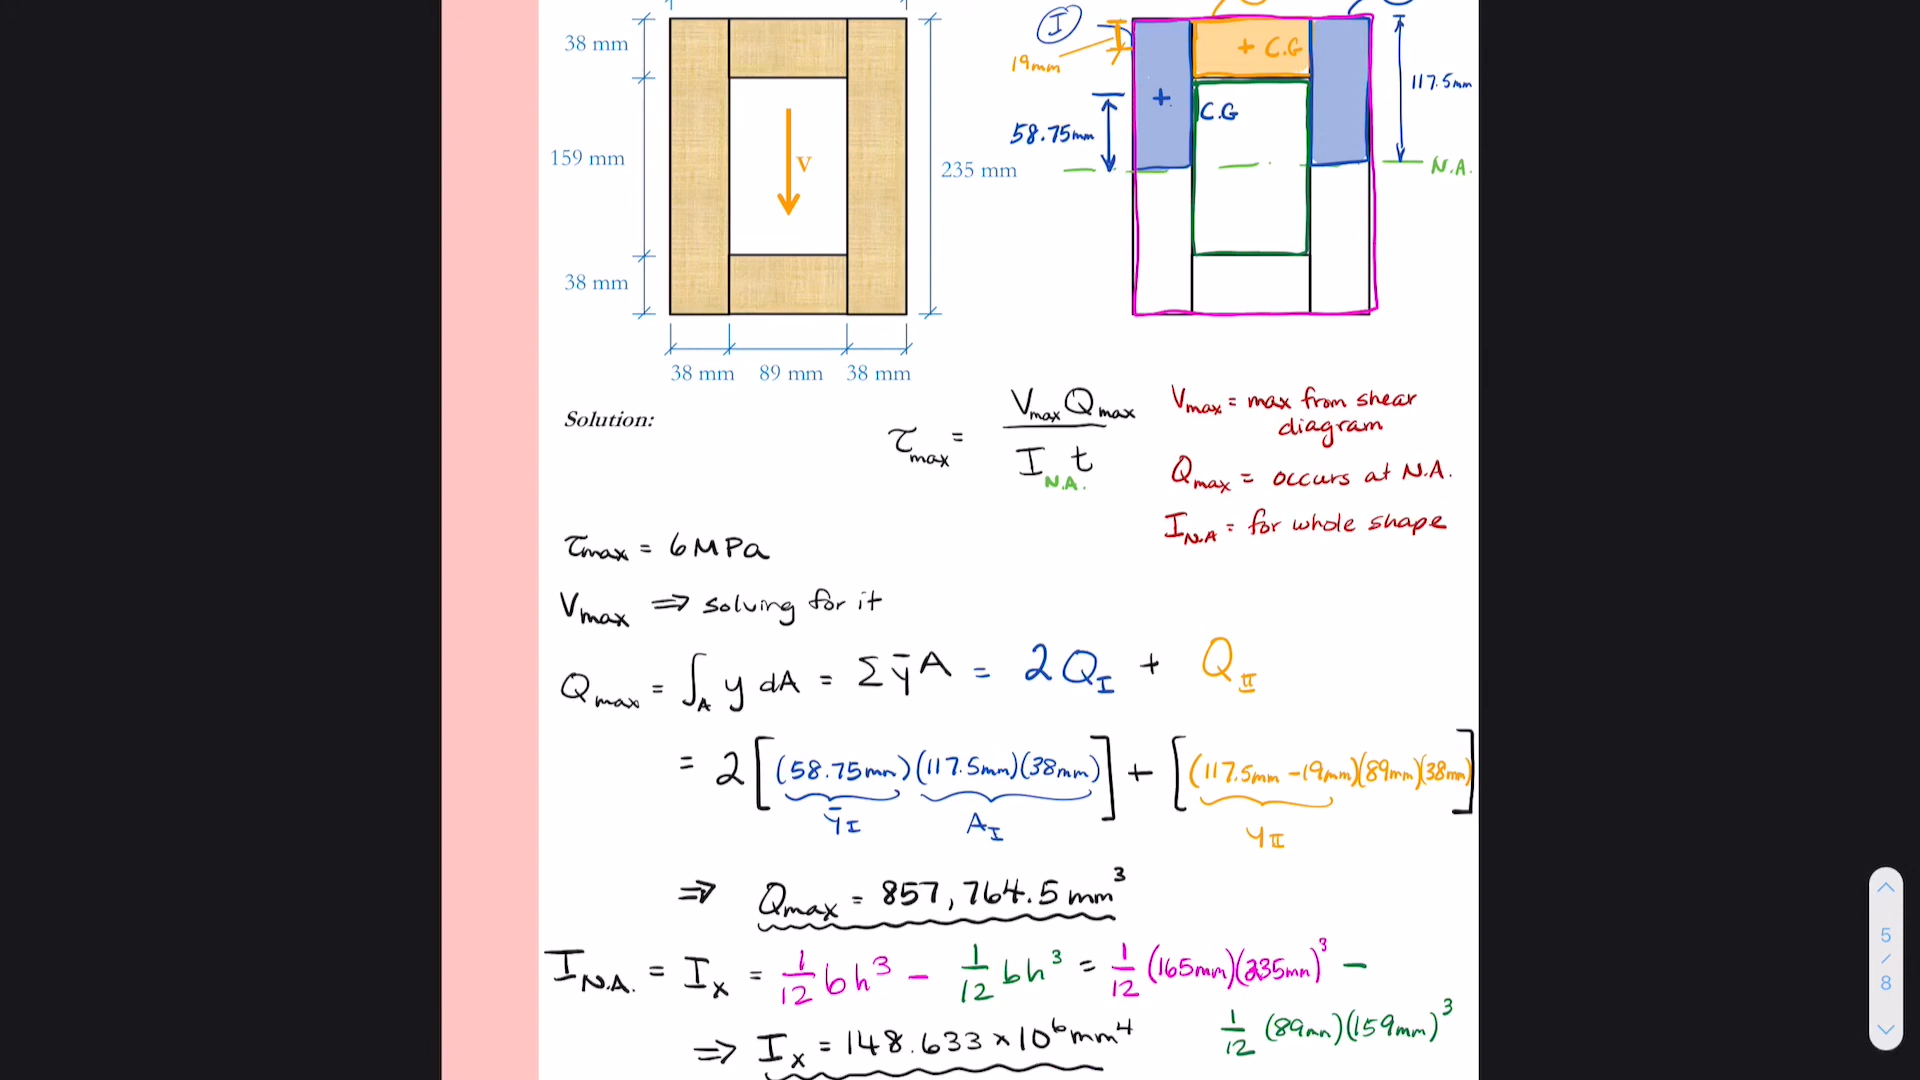 38 mm
159 mm
38 mm
V
235 mm
38 mm 89 mm 38 mm
I
19mm
+ C.G
+ C.G
58.75mm
117.5mm
N.A.
Solution:
τmax = VmaxQmax / I N.A. t
Vmax = max from shear
diagram
Qmax = occurs at N.A.
IN.A = for whole shape
τmax = 6MPa
Vmax ⇒ solving for it
Qmax = ∫A y dA = Σ ȳA = 2QI + QII
= 2[(58.75mm)(117.5mm)(38mm)] + [(117.5mm - 19mm)(89mm)(38mm)]
ȳI AI yII
⇒ Qmax = 857,764.5 mm³
IN.A. = Ix = 1/12 bh³ - 1/12 bh³ = 1/12 (165mm)(235mm)³ -
1/12 (89mm)(159mm)³
⇒ Ix = 148.633 x 10⁶ mm⁴
5
/
8